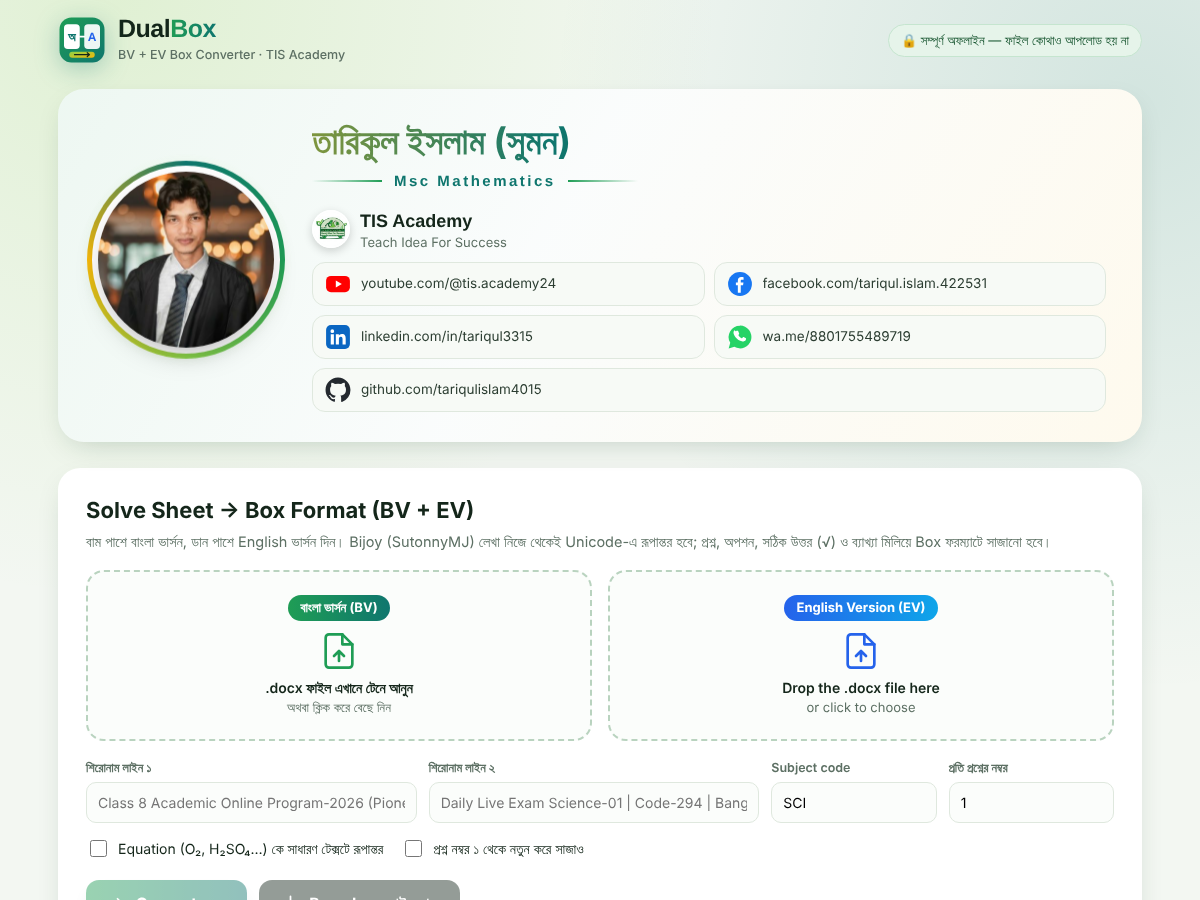 অ A
DualBox
BV + EV Box Converter · TIS Academy
🔒 সম্পূর্ণ অফলাইন — ফাইল কোথাও আপলোড হয় না
তারিকুল ইসলাম (সুমন)
Msc Mathematics
TIS Academy
Teach Idea For Success
youtube.com/@tis.academy24
facebook.com/tariqul.islam.422531
linkedin.com/in/tariqul3315
wa.me/8801755489719
github.com/tariqulislam4015
Solve Sheet → Box Format (BV + EV)
বাম পাশে বাংলা ভার্সন, ডান পাশে English ভার্সন দিন। Bijoy (SutonnyMJ) লেখা নিজে থেকেই Unicode-এ রূপান্তর হবে; প্রশ্ন, অপশন, সঠিক উত্তর (√) ও ব্যাখ্যা মিলিয়ে Box ফরম্যাটে সাজানো হবে।
বাংলা ভার্সন (BV)
.docx ফাইল এখানে টেনে আনুন
অথবা ক্লিক করে বেছে নিন
English Version (EV)
Drop the .docx file here
or click to choose
শিরোনাম লাইন ১
শিরোনাম লাইন ২
Subject code
প্রতি প্রশ্নের নম্বর
Class 8 Academic Online Program-2026 (Pione
Daily Live Exam Science-01 | Code-294 | Bang
SCI
1
Equation (O₂, H₂SO₄...) কে সাধারণ টেক্সটে রূপান্তর
প্রশ্ন নম্বর ১ থেকে নতুন করে সাজাও